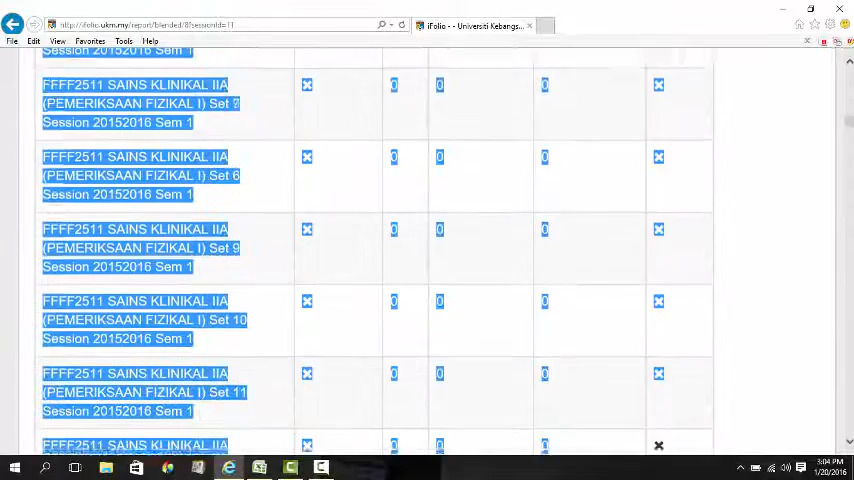 http://ifolio.ukm.my/report/blended/8?sessionId=11
iFolio - - Universiti Kebangs...
File Edit View Favorites Tools Help
Session 20152016 Sem 1
FFFF2511 SAINS KLINIKAL IIA 0 0 0
(PEMERIKSAAN FIZIKAL I) Set
Session 20152016 Sem 1
FFFF2511 SAINS KLINIKAL IIA 0 0 0
(PEMERIKSAAN FIZIKAL I) Set 6
Session 20152016 Sem 1
FFFF2511 SAINS KLINIKAL IIA 0 0 0
(PEMERIKSAAN FIZIKAL I) Set 9
Session 20152016 Sem 1
FFFF2511 SAINS KLINIKAL IIA 0 0 0
(PEMERIKSAAN FIZIKAL I) Set 10
Session 20152016 Sem 1
FFFF2511 SAINS KLINIKAL IIA 0 0 0
(PEMERIKSAAN FIZIKAL I) Set 11
Session 20152016 Sem 1
FFFF2511 SAINS KLINIKAL IIA 0 0 0
3:04 PM
1/20/2016